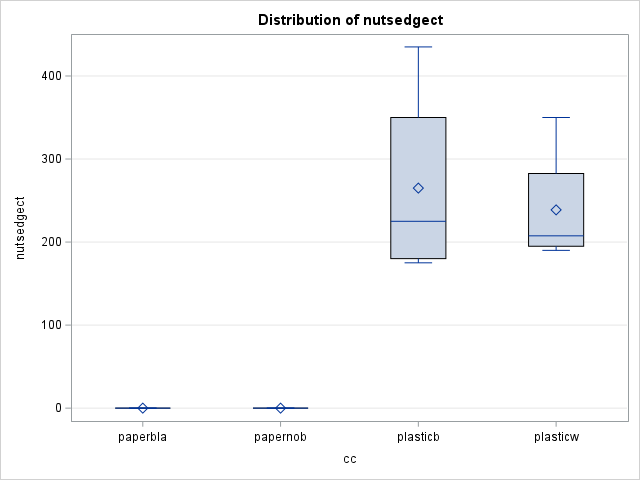 Distribution of nutsedgect
nutsedgect
400
300
200
100
0
paperbla papernob plasticb plasticw
cc